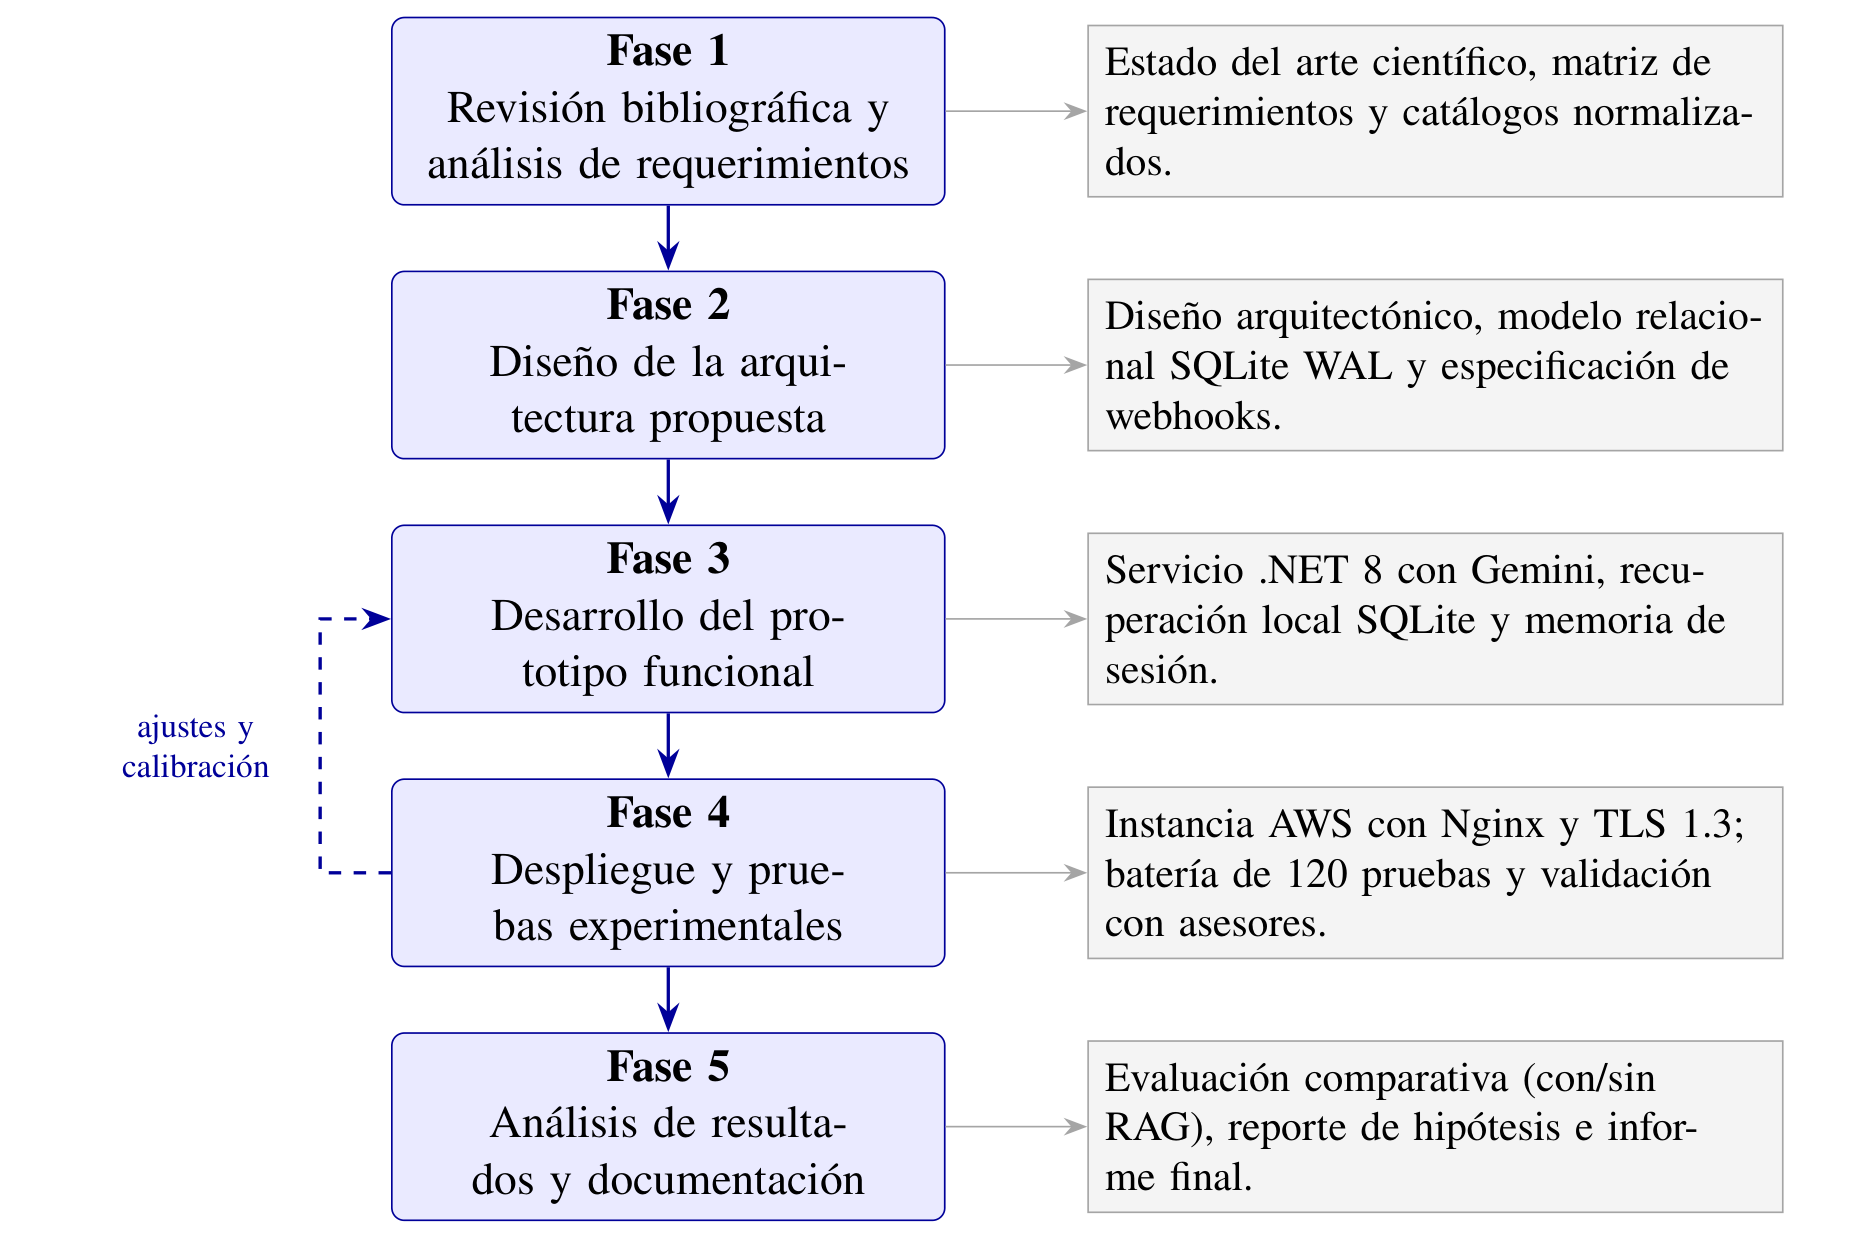 Fase 1
Revisión bibliográfica y
análisis de requerimientos
Estado del arte científico, matriz de
requerimientos y catálogos normaliza-
dos.
Fase 2
Diseño de la arqui-
tectura propuesta
Diseño arquitectónico, modelo relacio-
nal SQLite WAL y especificación de
webhooks.
Fase 3
Desarrollo del pro-
totipo funcional
Servicio .NET 8 con Gemini, recu-
peración local SQLite y memoria de
sesión.
ajustes y
calibración
Fase 4
Despliegue y prue-
bas experimentales
Instancia AWS con Nginx y TLS 1.3;
batería de 120 pruebas y validación
con asesores.
Fase 5
Análisis de resulta-
dos y documentación
Evaluación comparativa (con/sin
RAG), reporte de hipótesis e infor-
me final.